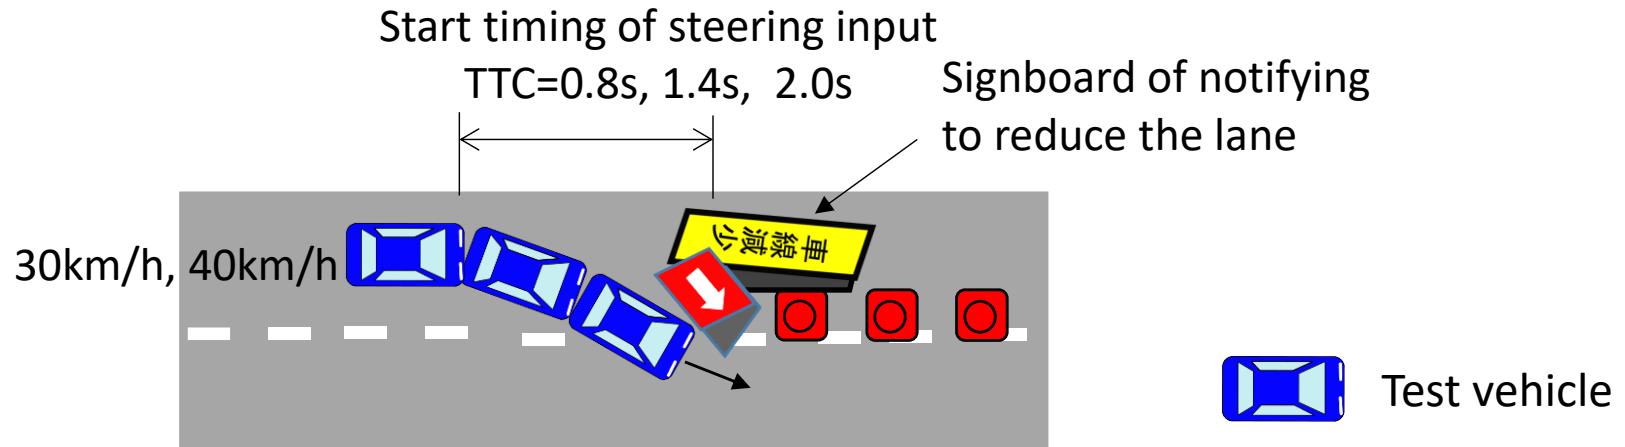 Start timing of steering input
TTC=0.8s, 1.4s, 2.0s
Signboard of notifying
to reduce the lane
車線減少
30km/h, 40km/h
Test vehicle